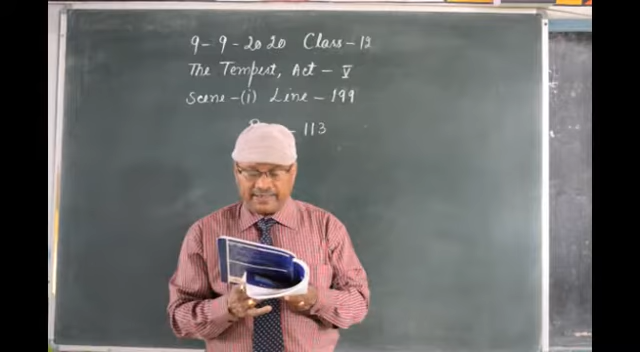 9-9-2020 Class-12
The Tempest, Act-V
Scene-(i) Line-199
- 113